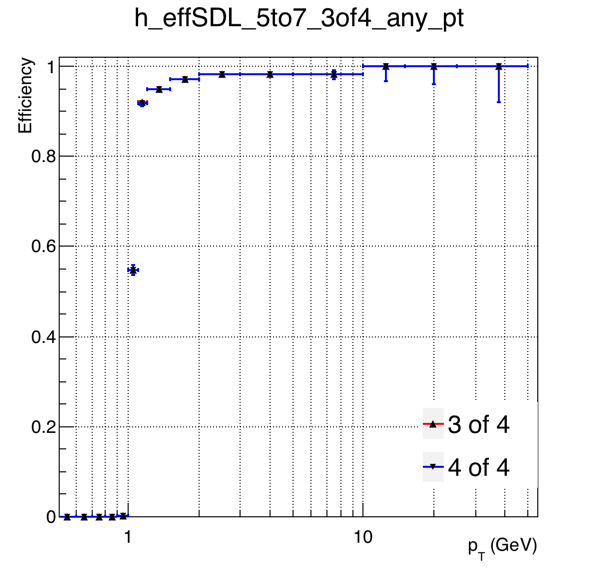 h_effSDL_5to7_3of4_any_pt
Efficiency
1
0.8
0.6
0.4
0.2
0
3 of 4
4 of 4
1
10
p_T (GeV)